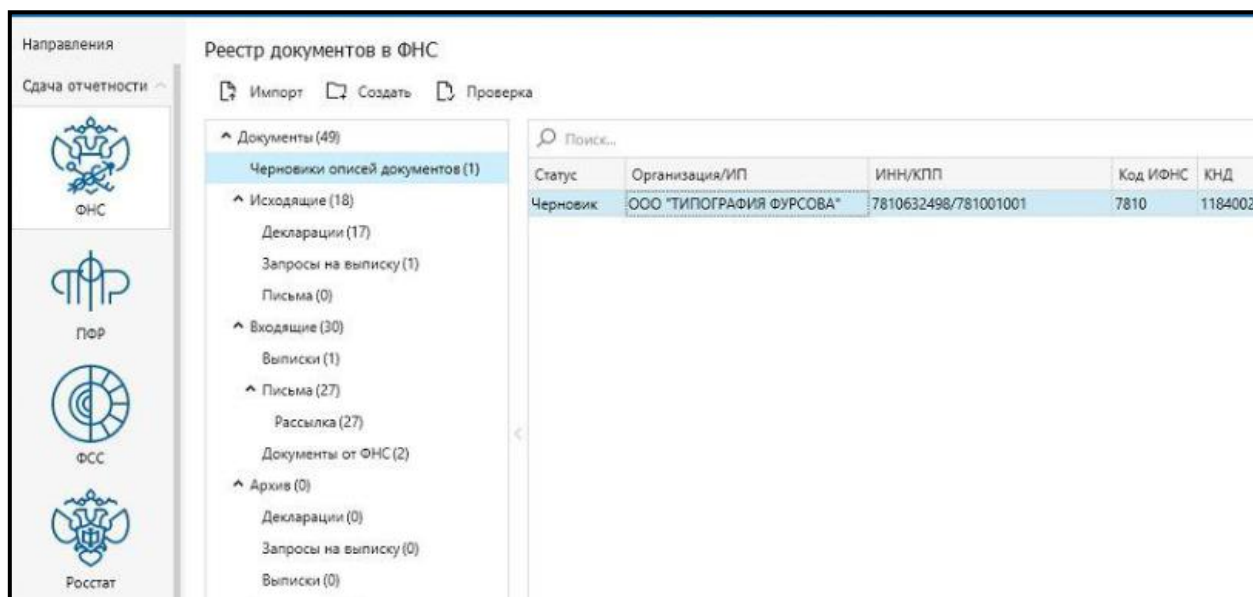 Направления
Сдача отчетности
ФНС
ПФР
ФСС
Росстат
Реестр документов в ФНС
Импорт Создать Проверка
Документы (49)
Черновики описей документов (1)
Исходящие (18)
Декларации (17)
Запросы на выписку (1)
Письма (0)
Входящие (30)
Выписки (1)
Письма (27)
Рассылка (27)
Документы от ФНС (2)
Архив (0)
Декларации (0)
Запросы на выписку (0)
Выписки (0)
Поиск...
Статус Организация/ИП ИНН/КПП Код ИФНС КНД
Черновик ООО "ТИПОГРАФИЯ ФУРСОВА" 7810632498/781001001 7810 1184002